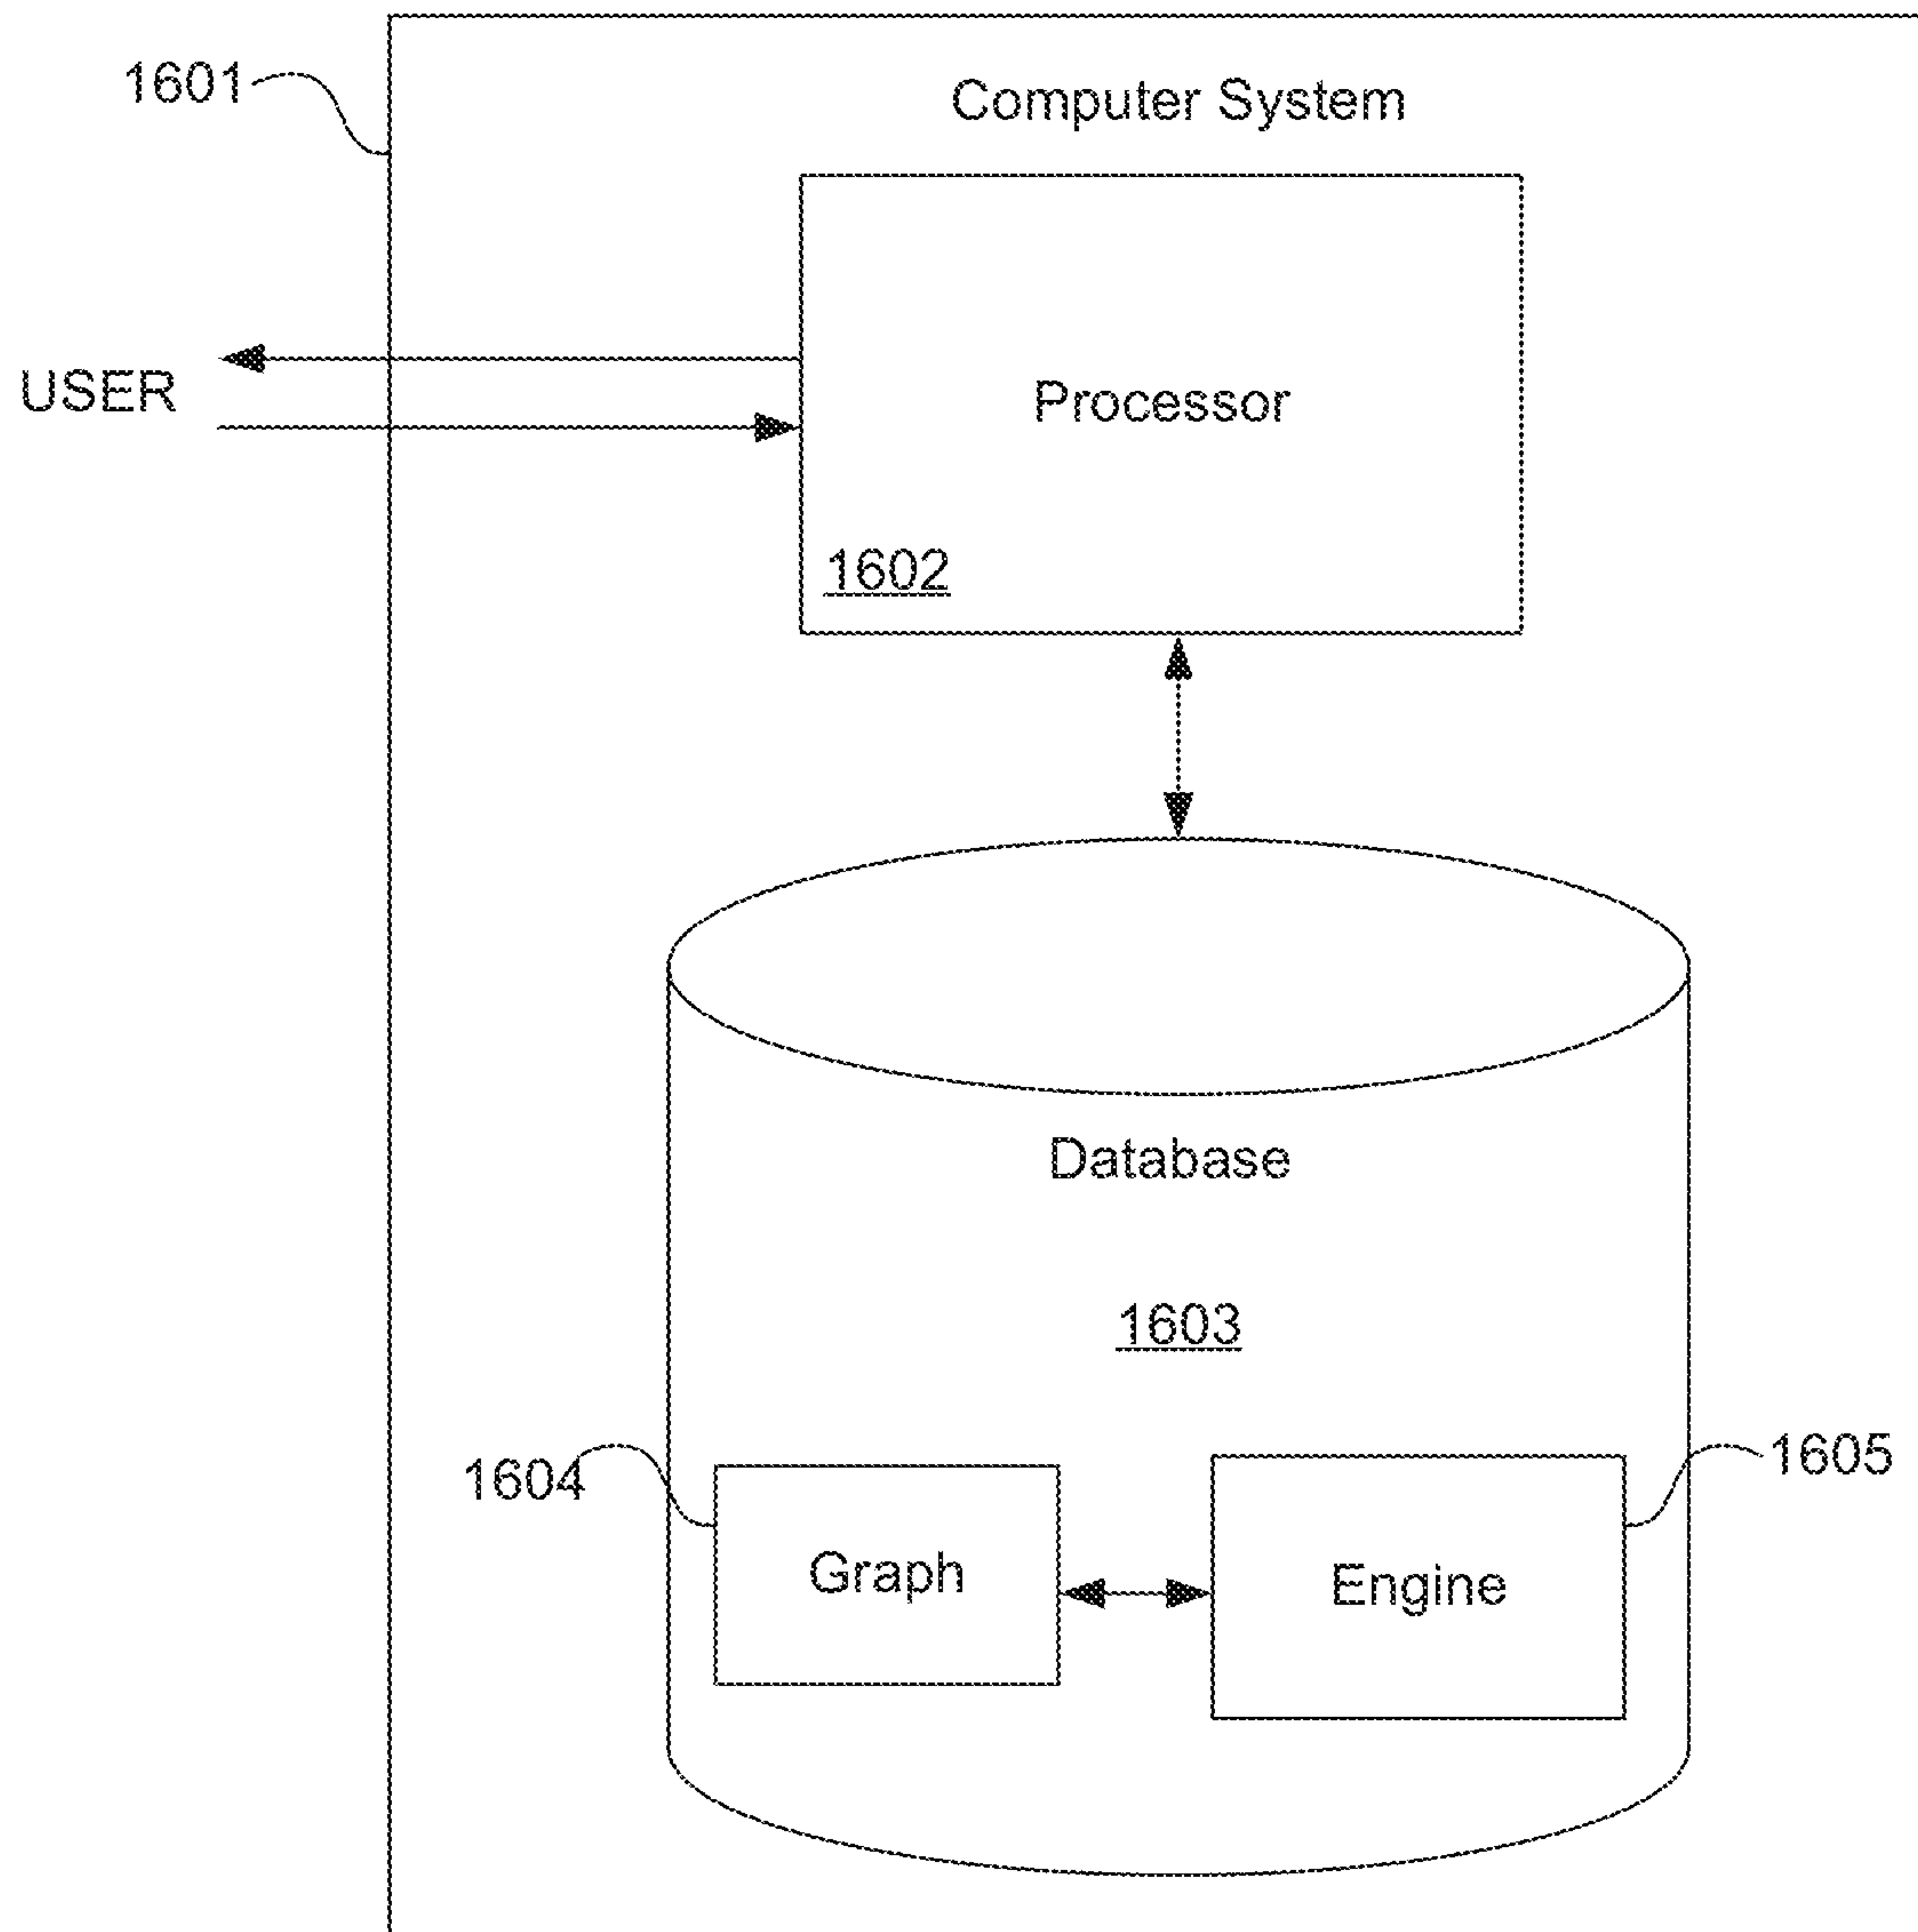 1601
Computer System
USER
Processor
1602
Database
1603
1604
1605
Graph
Engine